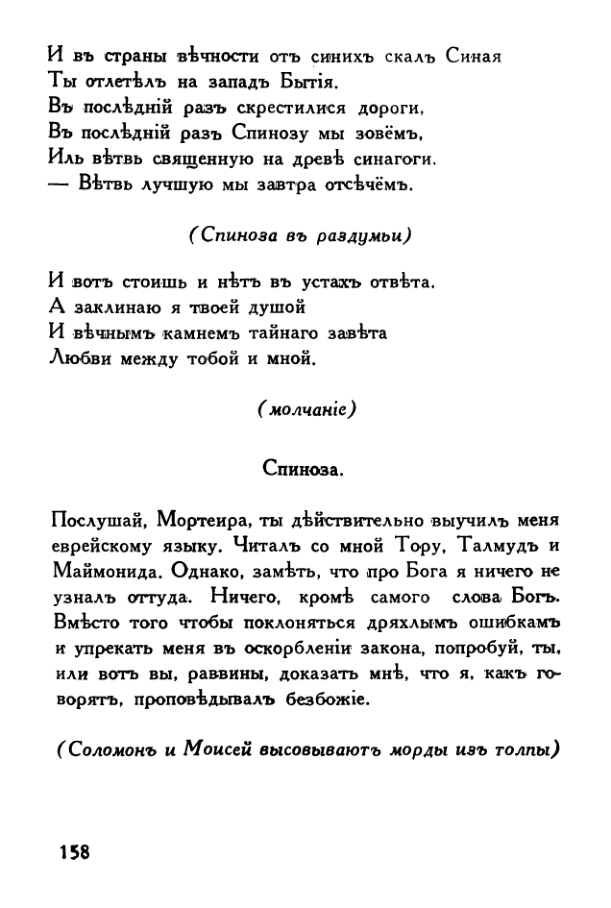 И въ страны вѣчности отъ синихъ скалъ Синая
Ты отлетѣлъ на западъ Бытія.
Въ послѣдній разъ скрестилися дороги,
Въ послѣдній разъ Спинозу мы зовёмъ,
Иль вѣтвь священную на древѣ синагоги.
— Вѣтвь лучшую мы завтра отсѣчёмъ.
(Спиноза въ раздумьи)
И вотъ стоишь и нѣтъ въ устахъ отвѣта.
А заклинаю я твоей душой
И вѣчнымъ камнемъ тайнаго завѣта
Любви между тобой и мной.
(молчаніе)
Спиноза.
Послушай, Мортеира, ты дѣйствительно выучилъ меня
еврейскому языку. Читалъ со мной Тору, Талмудъ и
Маймонида. Однако, замѣть, что про Бога я ничего не
узналъ оттуда. Ничего, кромѣ самого слова Богъ.
Вмѣсто того чтобы поклоняться дряхлымъ ошибкамъ
и упрекать меня въ оскорбленіи закона, попробуй, ты,
или вотъ вы, раввины, доказать мнѣ, что я, какъ го-
ворятъ, проповѣдывалъ безбожіе.
(Соломонъ и Моисей высовываютъ морды изъ толпы)
158